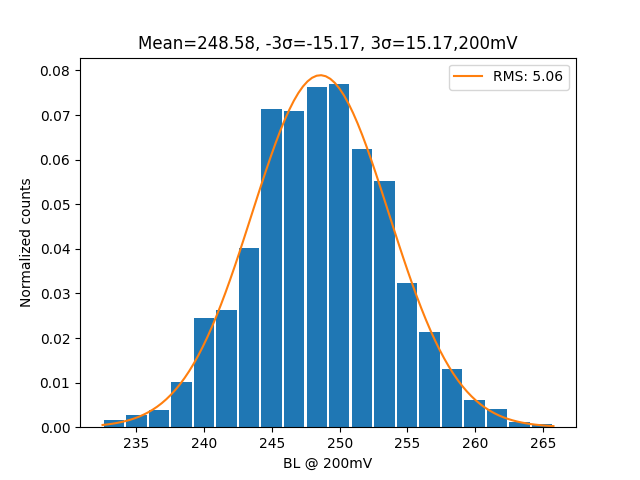 Mean=248.58, -3σ=-15.17, 3σ=15.17,200mV
RMS: 5.06
Normalized counts
0.08
0.07
0.06
0.05
0.04
0.03
0.02
0.01
0.00
235 240 245 250 255 260 265
BL @ 200mV